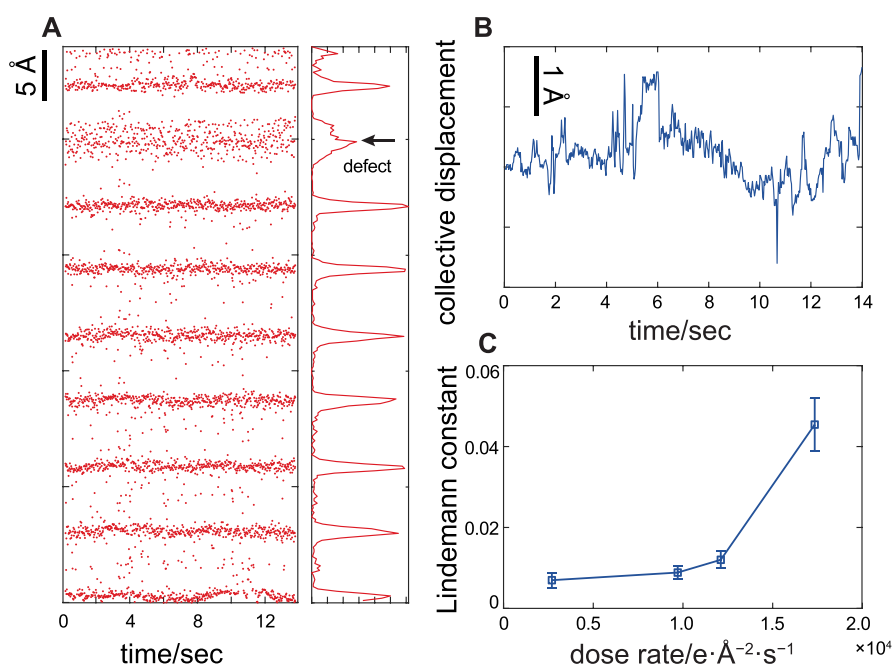 A
5 Å
defect
0
4
8
12
time/sec
B
collective displacement
1 Å
0
2
4
6
8
10
12
14
time/sec
C
Lindemann constant
0.06
0.04
0.02
0
0
0.5
1.0
1.5
2.0
×10⁴
dose rate/e·Å⁻²·s⁻¹